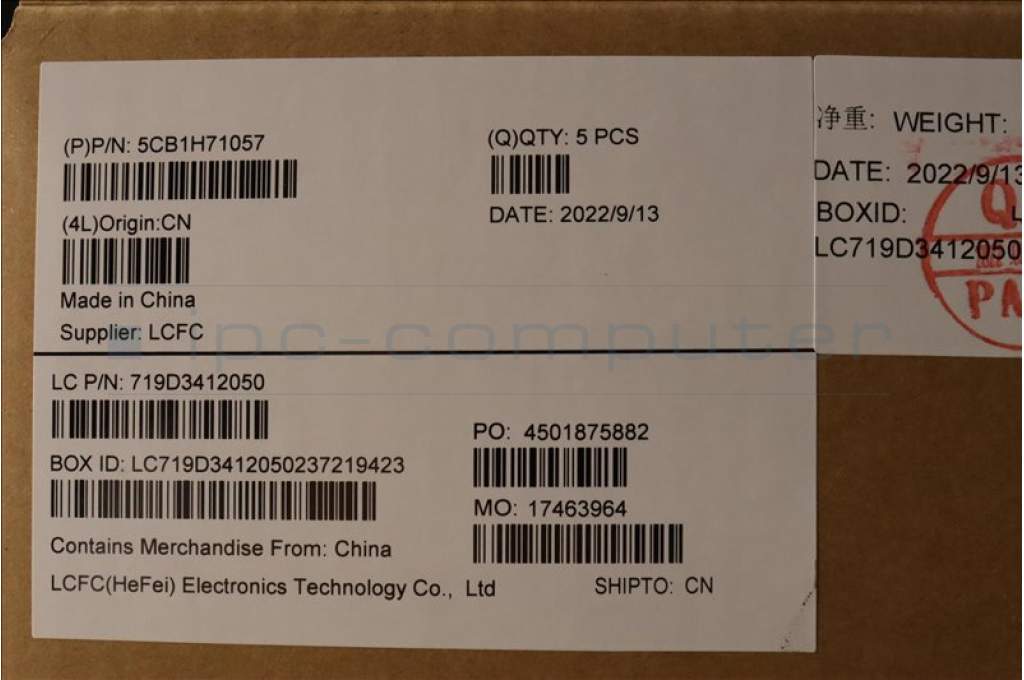 (P)P/N: 5CB1H71057
(Q)QTY: 5 PCS
(4L)Origin:CN
DATE: 2022/9/13
Made in China
Supplier: LCFC
LC P/N: 719D3412050
PO: 4501875882
BOX ID: LC719D3412050237219423
MO: 17463964
Contains Merchandise From: China
LCFC(HeFei) Electronics Technology Co., Ltd
SHIPTO: CN
净重: WEIGHT:
DATE: 2022/9/13
BOXID:
LC719D3412050
ipc-computer